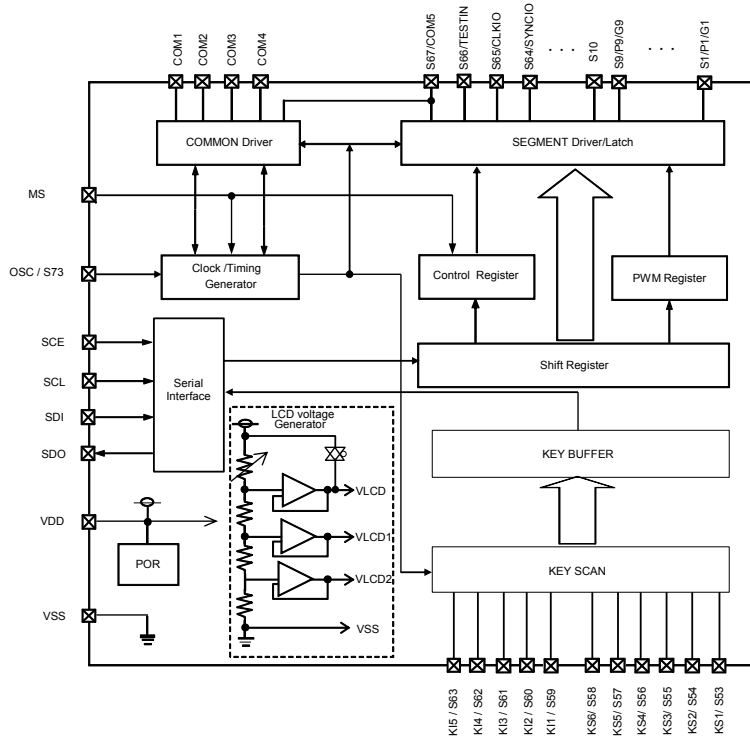 COM1
COM2
COM3
COM4
S67/COM5
S66/TESTIN
S65/CLKIO
S64/SYNCIO
· · ·
S10
S9/P9/G9
· · ·
S1/P1/G1
COMMON Driver
SEGMENT Driver/Latch
MS
OSC / S73
Clock /Timing
Generator
Control Register
PWM Register
SCE
SCL
SDI
SDO
Serial
Interface
Shift Register
LCD voltage
Generator
KEY BUFFER
VLCD
VDD
VLCD1
POR
VLCD2
KEY SCAN
VSS
VSS
KI5 / S63
KI4 / S62
KI3 / S61
KI2 / S60
KI1 / S59
KS6/ S58
KS5/ S57
KS4/ S56
KS3/ S55
KS2/ S54
KS1/ S53